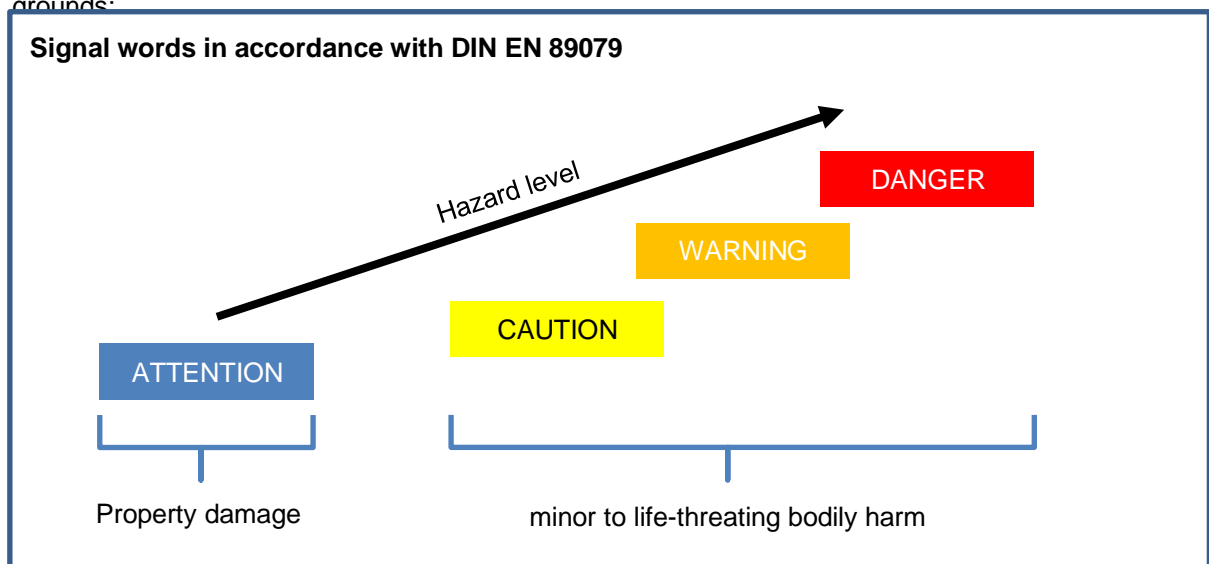 grounds:
Signal words in accordance with DIN EN 89079
Hazard level
DANGER
WARNING
CAUTION
ATTENTION
Property damage
minor to life-threating bodily harm